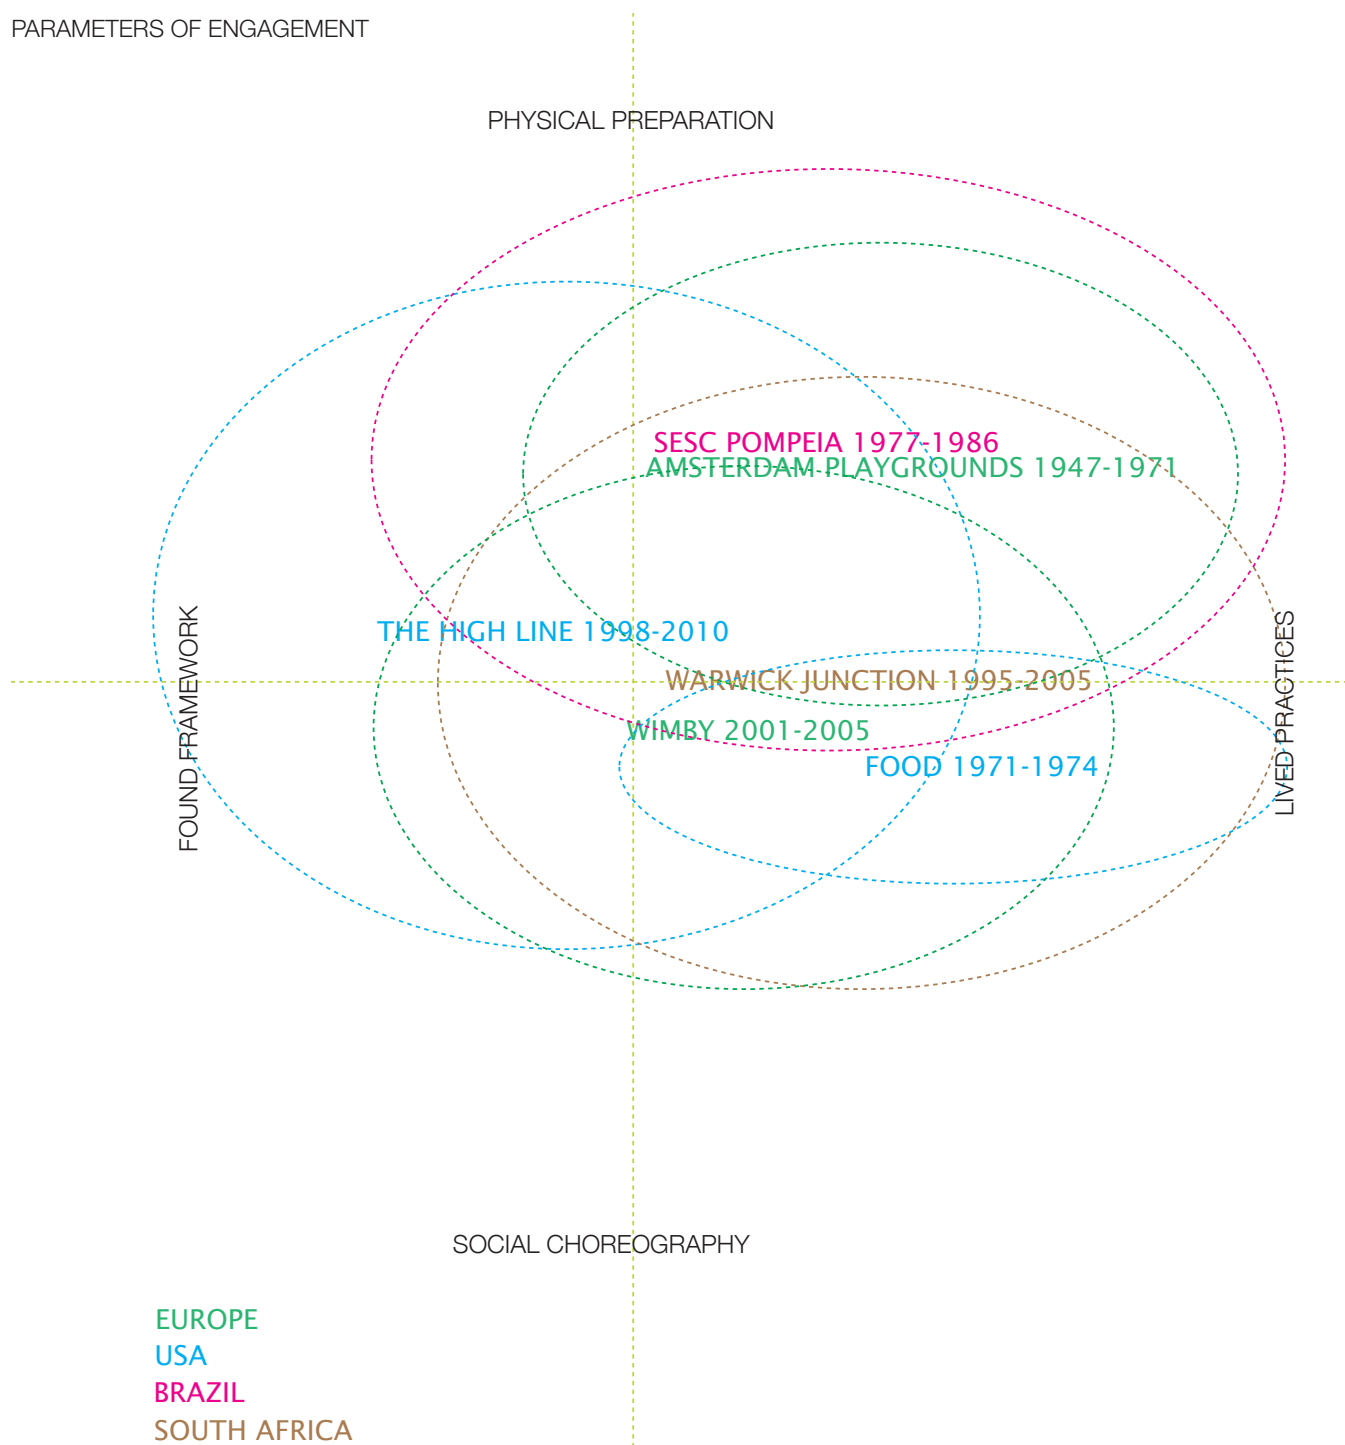 PARAMETERS OF ENGAGEMENT
PHYSICAL PREPARATION
SESC POMPEIA 1977-1986
AMSTERDAM PLAYGROUNDS 1947-1971
FOUND FRAMEWORK
THE HIGH LINE 1998-2010
LIVED PRACTICES
WARWICK JUNCTION 1995-2005
WIMBY 2001-2005
FOOD 1971-1974
SOCIAL CHOREOGRAPHY
EUROPE
USA
BRAZIL
SOUTH AFRICA